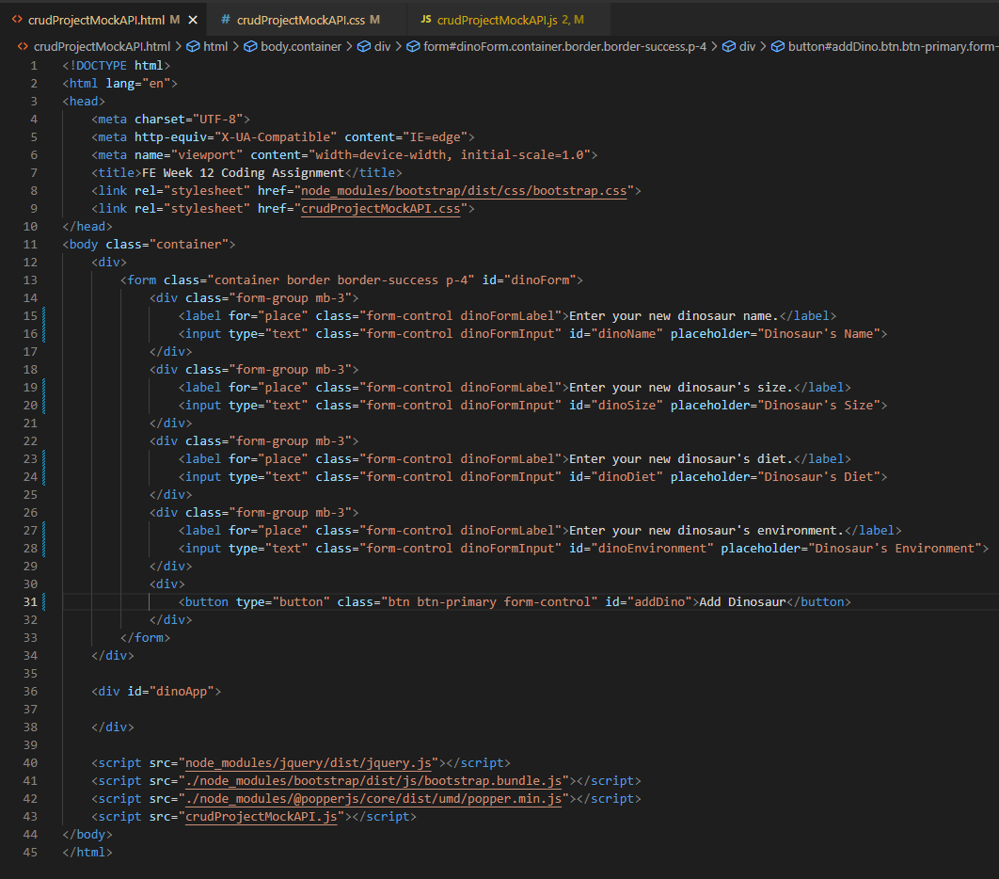 crudProjectMockAPI.html M × # crudProjectMockAPI.css M JS crudProjectMockAPI.js 2, M
crudProjectMockAPI.html > html > body.container > div > form#dinoForm.container.border.border-success.p-4 > div > button#addDino.btn.btn-primary.form-
1 <!DOCTYPE html>
2 <html lang="en">
3 <head>
4     <meta charset="UTF-8">
5     <meta http-equiv="X-UA-Compatible" content="IE=edge">
6     <meta name="viewport" content="width=device-width, initial-scale=1.0">
7     <title>FE Week 12 Coding Assignment</title>
8     <link rel="stylesheet" href="node_modules/bootstrap/dist/css/bootstrap.css">
9     <link rel="stylesheet" href="crudProjectMockAPI.css">
10 </head>
11 <body class="container">
12     <div>
13         <form class="container border border-success p-4" id="dinoForm">
14             <div class="form-group mb-3">
15                 <label for="place" class="form-control dinoFormLabel">Enter your new dinosaur name.</label>
16                 <input type="text" class="form-control dinoFormInput" id="dinoName" placeholder="Dinosaur's Name">
17             </div>
18             <div class="form-group mb-3">
19                 <label for="place" class="form-control dinoFormLabel">Enter your new dinosaur's size.</label>
20                 <input type="text" class="form-control dinoFormInput" id="dinoSize" placeholder="Dinosaur's Size">
21             </div>
22             <div class="form-group mb-3">
23                 <label for="place" class="form-control dinoFormLabel">Enter your new dinosaur's diet.</label>
24                 <input type="text" class="form-control dinoFormInput" id="dinoDiet" placeholder="Dinosaur's Diet">
25             </div>
26             <div class="form-group mb-3">
27                 <label for="place" class="form-control dinoFormLabel">Enter your new dinosaur's environment.</label>
28                 <input type="text" class="form-control dinoFormInput" id="dinoEnvironment" placeholder="Dinosaur's Environment">
29             </div>
30             <div>
31                 <button type="button" class="btn btn-primary form-control" id="addDino">Add Dinosaur</button>
32             </div>
33         </form>
34     </div>
35
36     <div id="dinoApp">
37
38     </div>
39
40     <script src="node_modules/jquery/dist/jquery.js"></script>
41     <script src="./node_modules/bootstrap/dist/js/bootstrap.bundle.js"></script>
42     <script src="./node_modules/@popperjs/core/dist/umd/popper.min.js"></script>
43     <script src="crudProjectMockAPI.js"></script>
44 </body>
45 </html>